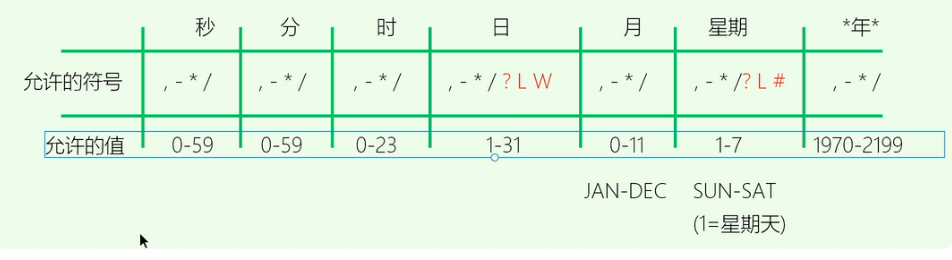 秒 分 时 日 月 星期 *年*
允许的符号 , - * / , - * / , - * / , - * / ? L W , - * / , - * /? L # , - * /
允许的值 0-59 0-59 0-23 1-31 0-11 1-7 1970-2199
JAN-DEC SUN-SAT
(1=星期天)